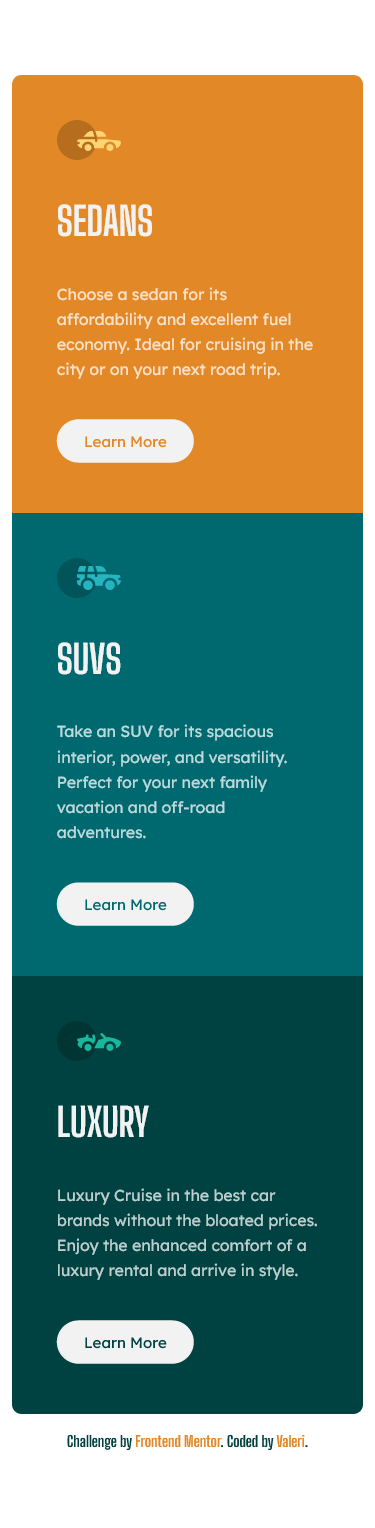 SEDANS
Choose a sedan for its
affordability and excellent fuel
economy. Ideal for cruising in the
city or on your next road trip.
Learn More
SUVS
Take an SUV for its spacious
interior, power, and versatility.
Perfect for your next family
vacation and off-road
adventures.
Learn More
LUXURY
Luxury Cruise in the best car
brands without the bloated prices.
Enjoy the enhanced comfort of a
luxury rental and arrive in style.
Learn More
Challenge by Frontend Mentor. Coded by Valeri.